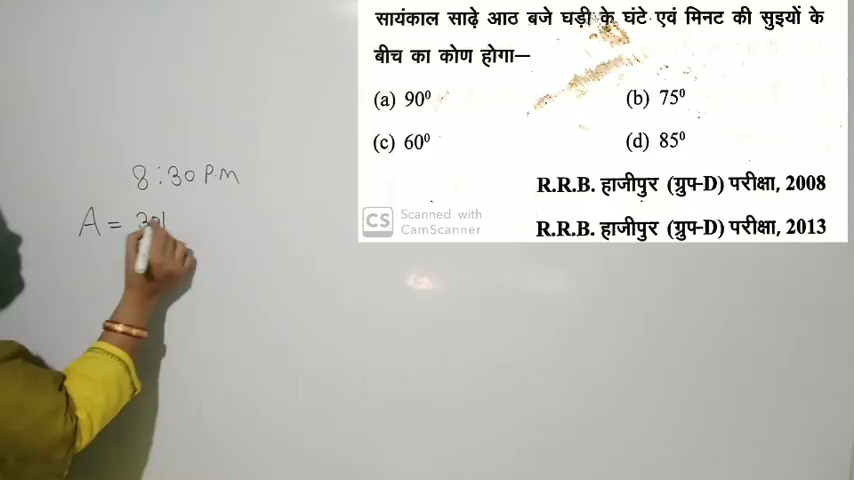 सायंकाल साढ़े आठ बजे घड़ी के घंटे एवं मिनट की सुइयों के
बीच का कोण होगा—
(a) 90⁰ (b) 75⁰
(c) 60⁰ (d) 85⁰
R.R.B. हाजीपुर (ग्रुप-D) परीक्षा, 2008
R.R.B. हाजीपुर (ग्रुप-D) परीक्षा, 2013
CS Scanned with
CamScanner
8:30 P.M
A =